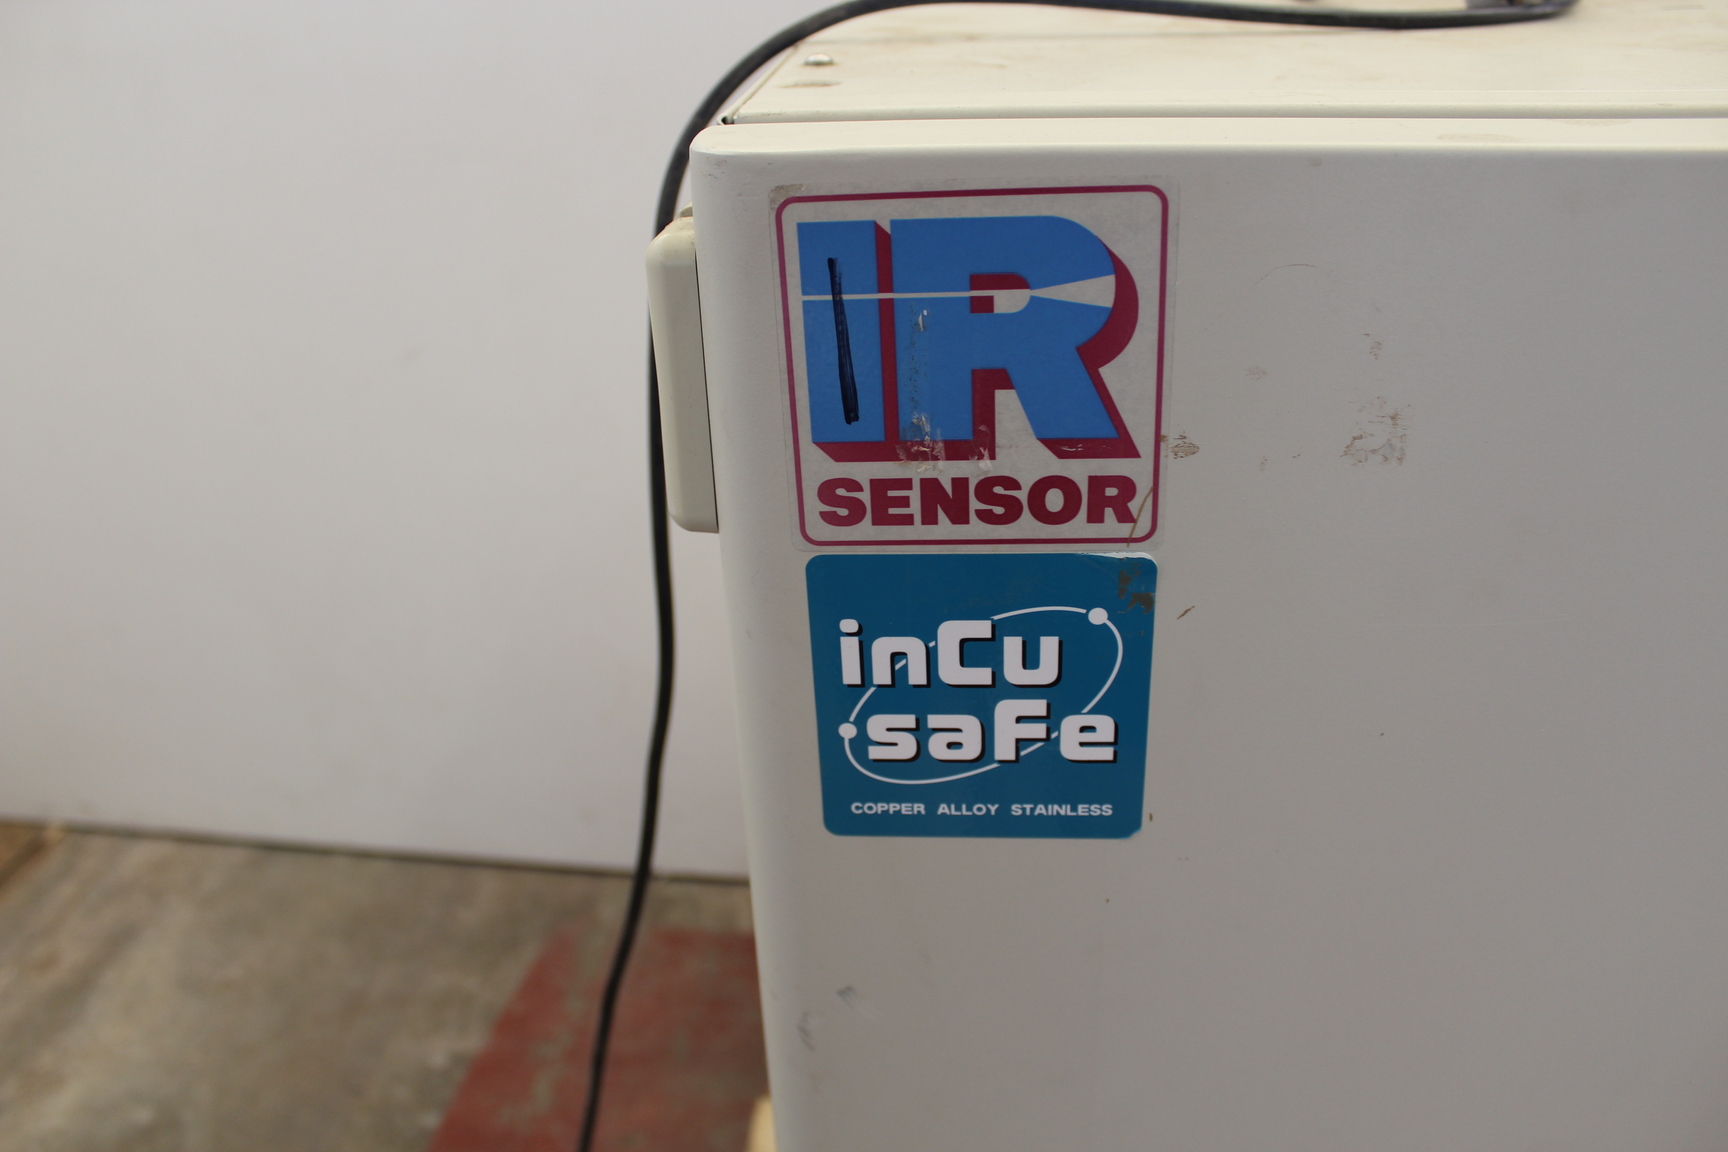 IR
SENSOR
inCu
saFe
COPPER ALLOY STAINLESS